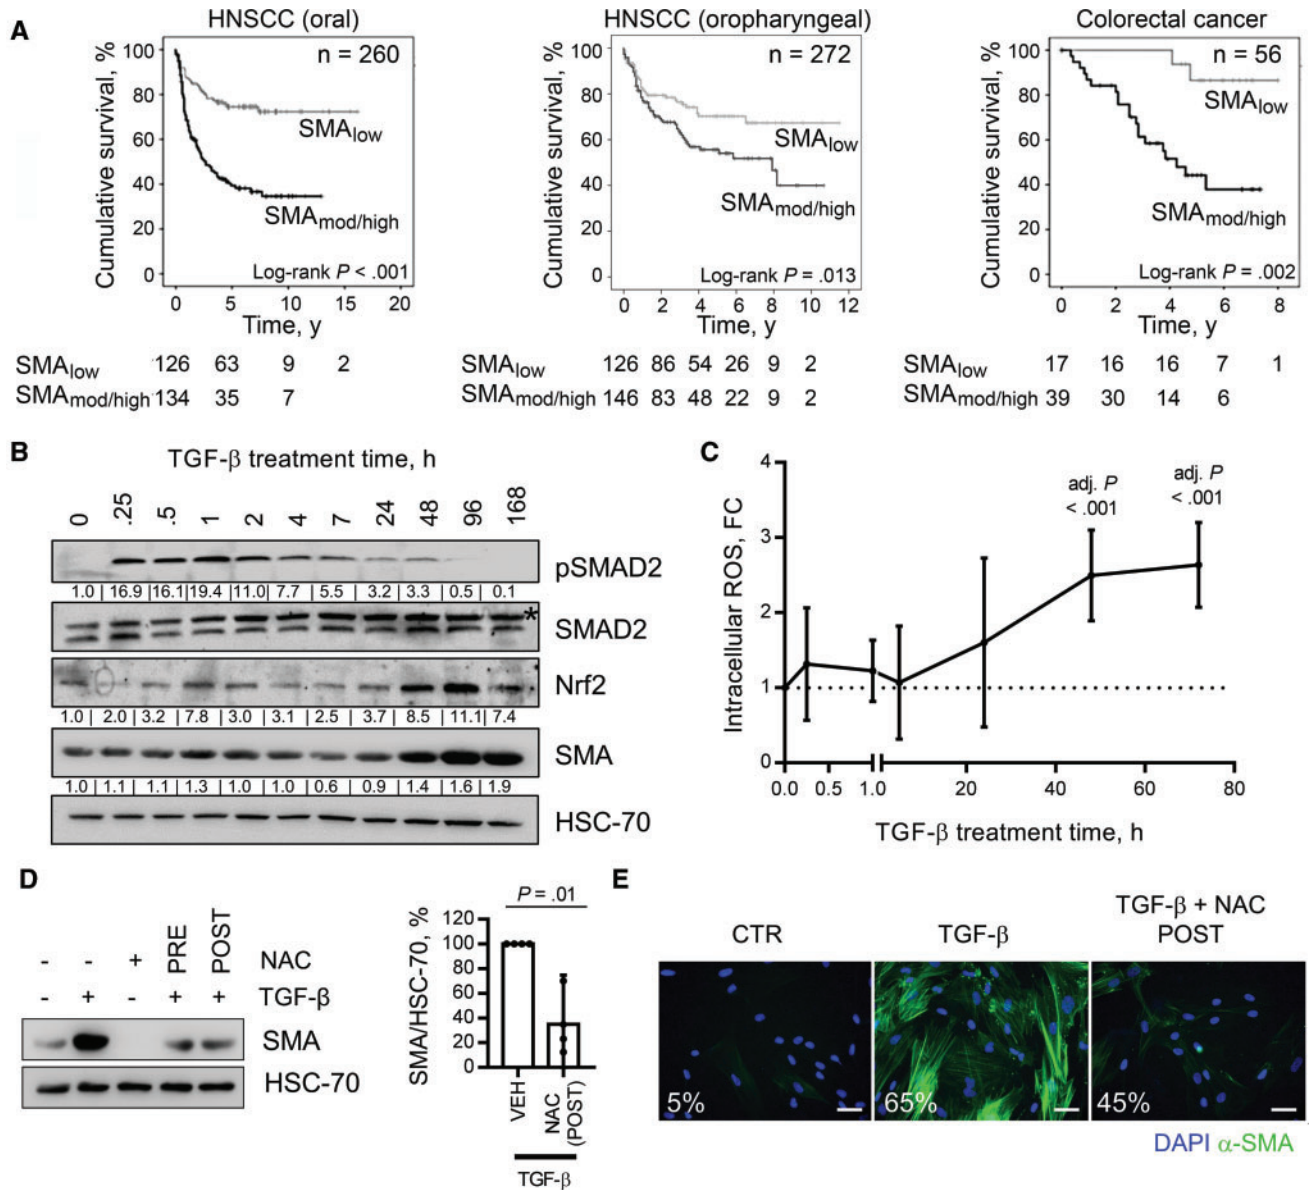 A
HNSCC (oral)
HNSCC (oropharyngeal)
Colorectal cancer
Cumulative survival, %
100
80
60
40
20
0
n = 260
SMAlow
SMAmod/high
Log-rank P < .001
0 5 10 15 20
Time, y
SMAlow 126 63 9 2
SMAmod/high 134 35 7
Cumulative survival, %
100
80
60
40
20
0
n = 272
SMAlow
SMAmod/high
Log-rank P = .013
0 2 4 6 8 10 12
Time, y
SMAlow 126 86 54 26 9 2
SMAmod/high 146 83 48 22 9 2
Cumulative survival, %
100
80
60
40
20
0
n = 56
SMAlow
SMAmod/high
Log-rank P = .002
0 2 4 6 8
Time, y
SMAlow 17 16 16 7 1
SMAmod/high 39 30 14 6
B
TGF-β treatment time, h
0 .25 .5 1 2 4 7 24 48 96 168
pSMAD2
1.0 | 16.9 | 16.1 | 19.4 | 11.0 | 7.7 | 5.5 | 3.2 | 3.3 | 0.5 | 0.1
*
SMAD2
Nrf2
1.0 | 2.0 | 3.2 | 7.8 | 3.0 | 3.1 | 2.5 | 3.7 | 8.5 | 11.1 | 7.4
SMA
1.0 | 1.1 | 1.1 | 1.3 | 1.0 | 1.0 | 0.6 | 0.9 | 1.4 | 1.6 | 1.9
HSC-70
C
Intracellular ROS, FC
4
3
2
1
0
adj. P
< .001
adj. P
< .001
0.0 0.5 1.0 20 40 60 80
TGF-β treatment time, h
D
- - + PRE POST NAC
- + - + + TGF-β
SMA
HSC-70
P = .01
SMA/HSC-70, %
120
100
80
60
40
20
0
VEH
NAC
(POST)
TGF-β
E
CTR
TGF-β
TGF-β + NAC
POST
5%
65%
45%
DAPI α-SMA